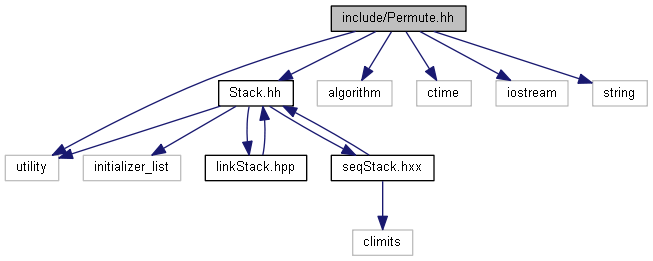 include/Permute.hh
Stack.hh
algorithm
ctime
iostream
string
utility
initializer_list
linkStack.hpp
seqStack.hxx
climits